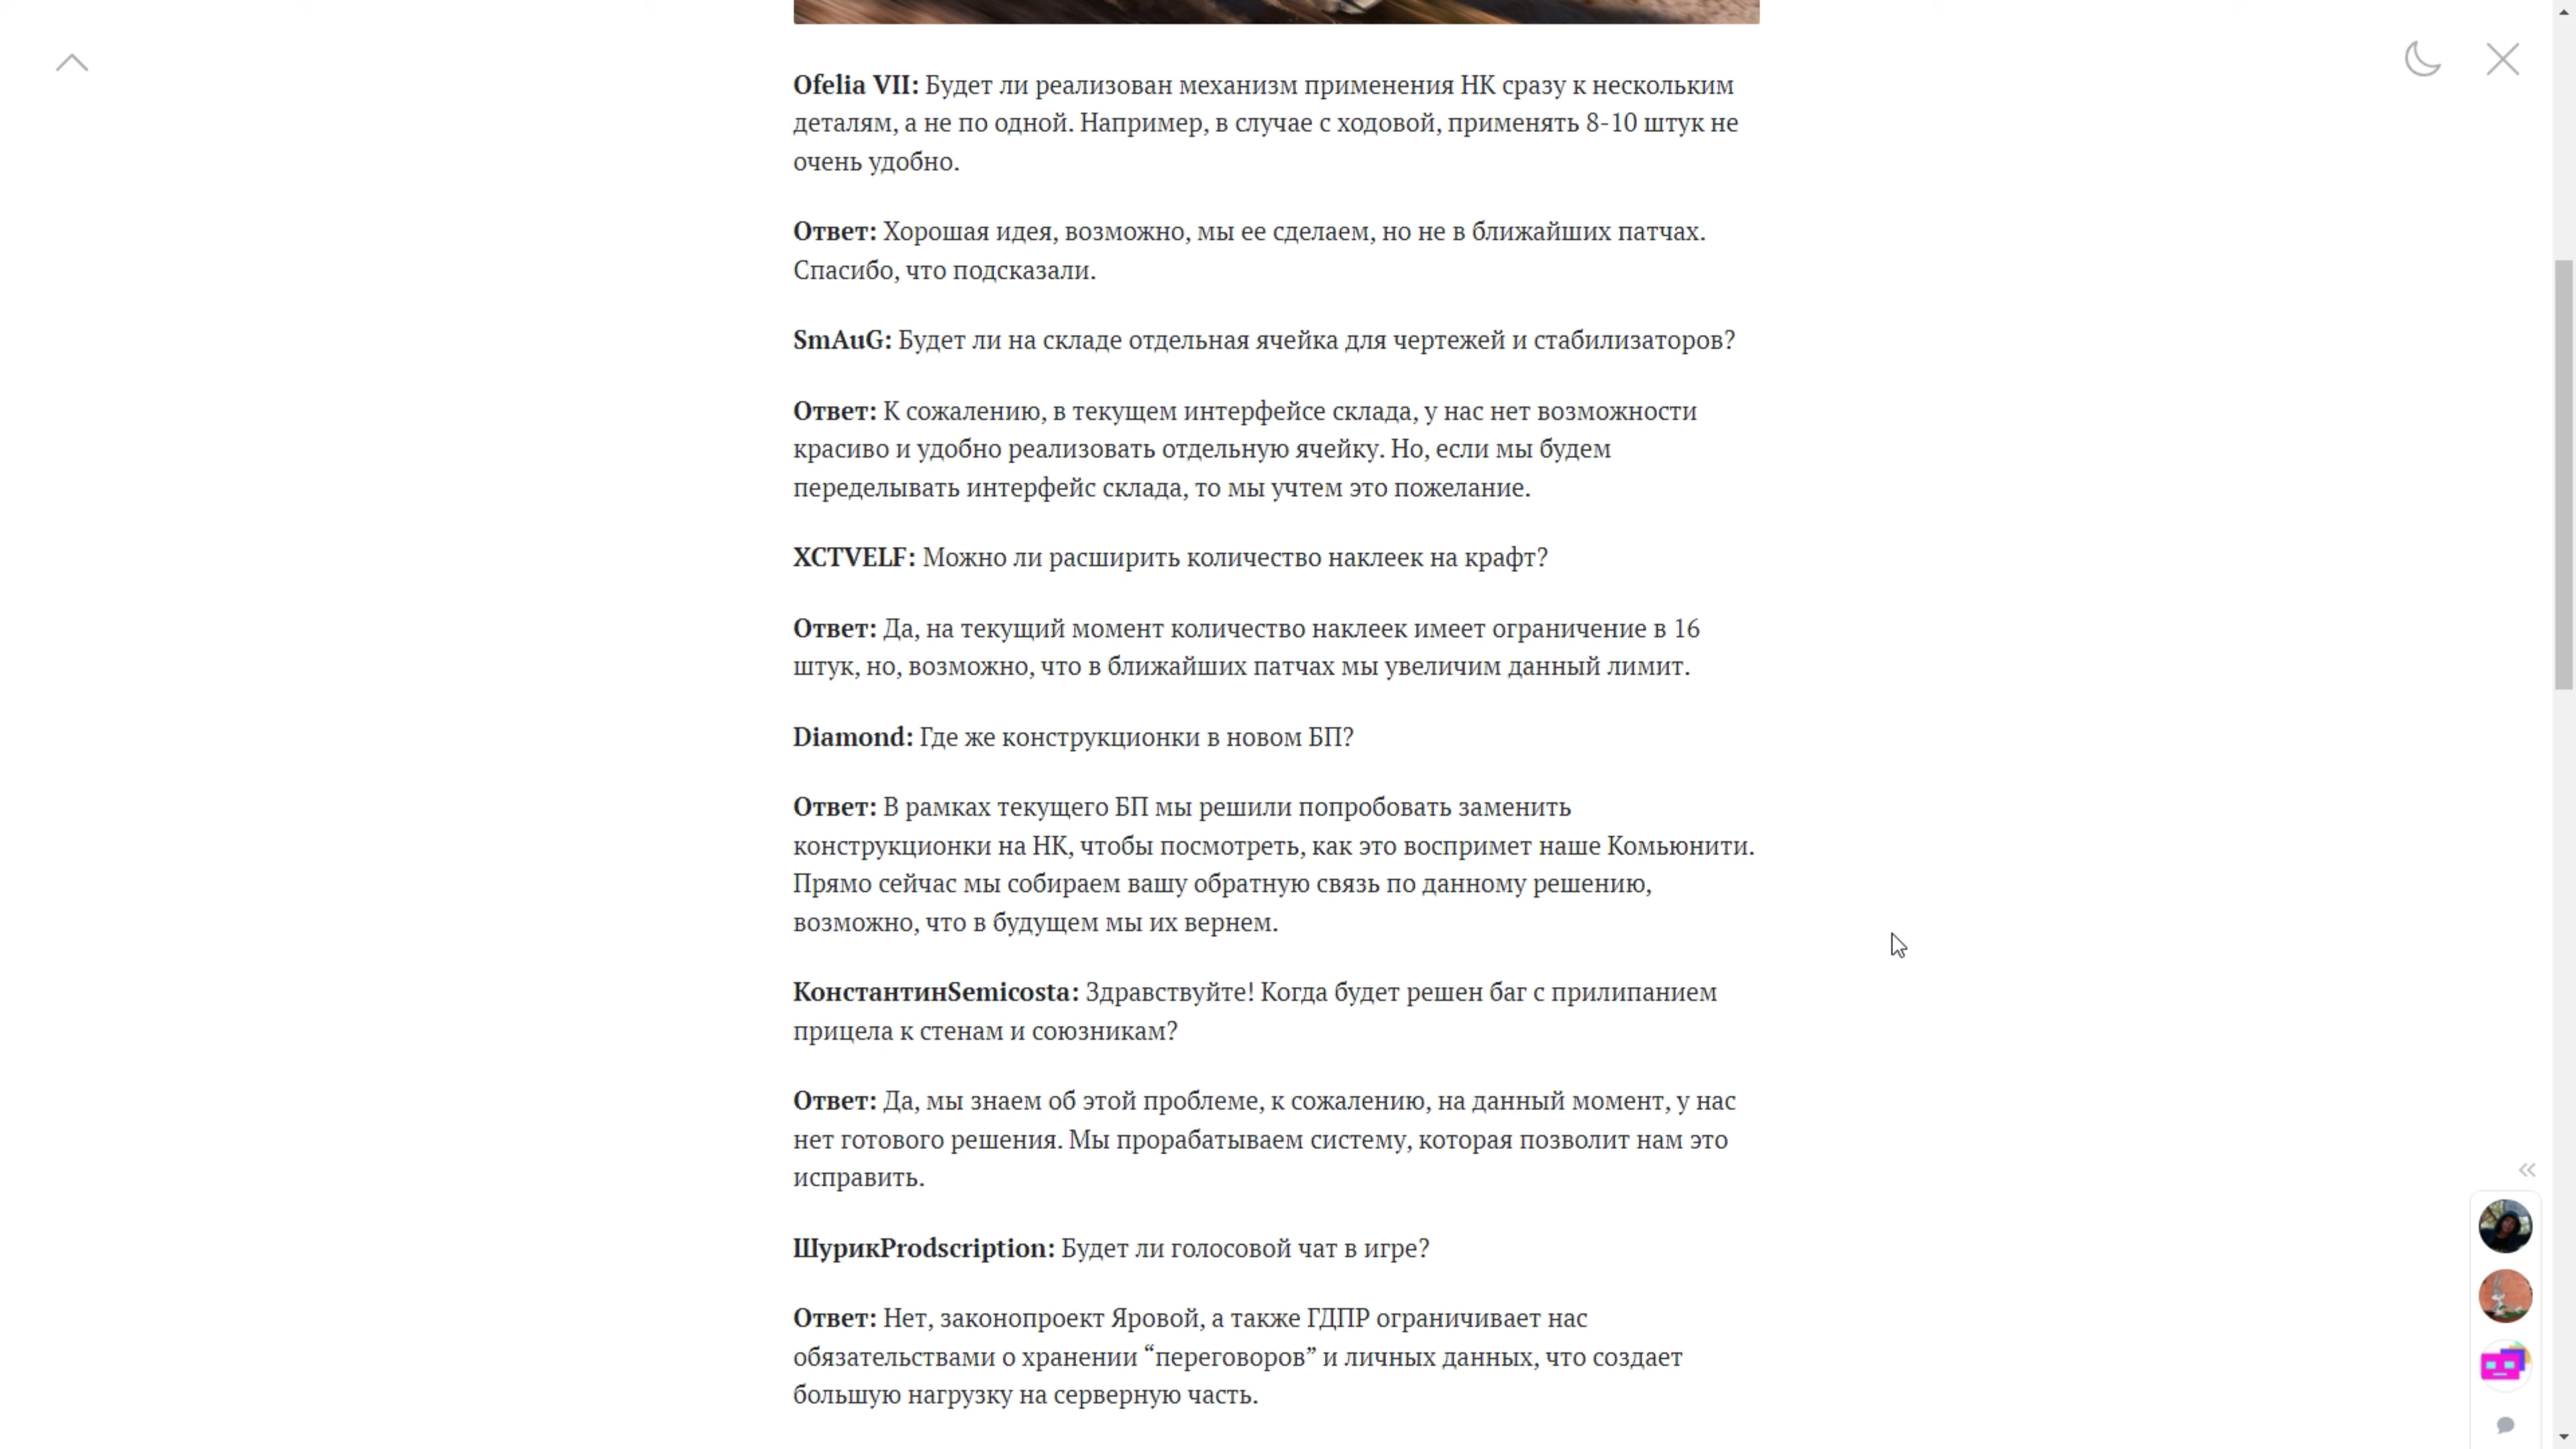 Ofelia VII: Будет ли реализован механизм применения НК сразу к нескольким
деталям, а не по одной. Например, в случае с ходовой, применять 8-10 штук не
очень удобно.
Ответ: Хорошая идея, возможно, мы ее сделаем, но не в ближайших патчах.
Спасибо, что подсказали.
SmAuG: Будет ли на складе отдельная ячейка для чертежей и стабилизаторов?
Ответ: К сожалению, в текущем интерфейсе склада, у нас нет возможности
красиво и удобно реализовать отдельную ячейку. Но, если мы будем
переделывать интерфейс склада, то мы учтем это пожелание.
XCTVELF: Можно ли расширить количество наклеек на крафт?
Ответ: Да, на текущий момент количество наклеек имеет ограничение в 16
штук, но, возможно, что в ближайших патчах мы увеличим данный лимит.
Diamond: Где же конструкционки в новом БП?
Ответ: В рамках текущего БП мы решили попробовать заменить
конструкционки на НК, чтобы посмотреть, как это воспримет наше Комьюнити.
Прямо сейчас мы собираем вашу обратную связь по данному решению,
возможно, что в будущем мы их вернем.
КонстантинSemicosta: Здравствуйте! Когда будет решен баг с прилипанием
прицела к стенам и союзникам?
Ответ: Да, мы знаем об этой проблеме, к сожалению, на данный момент, у нас
нет готового решения. Мы прорабатываем систему, которая позволит нам это
исправить.
ШурикProdscription: Будет ли голосовой чат в игре?
Ответ: Нет, законопроект Яровой, а также ГДПР ограничивает нас
обязательствами о хранении “переговоров” и личных данных, что создает
большую нагрузку на серверную часть.